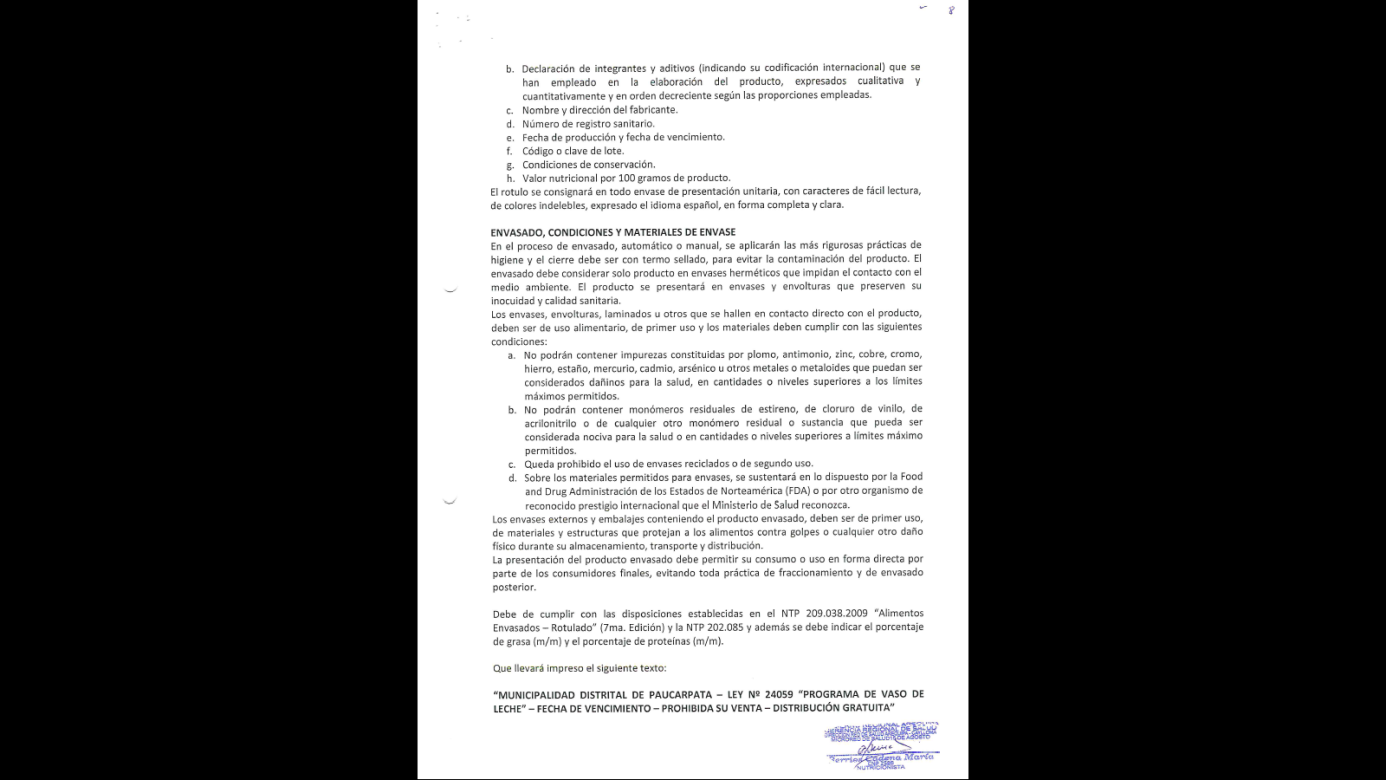 8
b. Declaración de integrantes y aditivos (indicando su codificación internacional) que se
han empleado en la elaboración del producto, expresados cualitativa y
cuantitativamente y en orden decreciente según las proporciones empleadas.
c. Nombre y dirección del fabricante.
d. Número de registro sanitario.
e. Fecha de producción y fecha de vencimiento.
f. Código o clave de lote.
g. Condiciones de conservación.
h. Valor nutricional por 100 gramos de producto.
El rotulo se consignará en todo envase de presentación unitaria, con caracteres de fácil lectura,
de colores indelebles, expresado el idioma español, en forma completa y clara.
ENVASADO, CONDICIONES Y MATERIALES DE ENVASE
En el proceso de envasado, automático o manual, se aplicarán las más rigurosas prácticas de
higiene y el cierre debe ser con termo sellado, para evitar la contaminación del producto. El
envasado debe considerar solo producto en envases herméticos que impidan el contacto con el
medio ambiente. El producto se presentará en envases y envolturas que preserven su
inocuidad y calidad sanitaria.
Los envases, envolturas, laminados u otros que se hallen en contacto directo con el producto,
deben ser de uso alimentario, de primer uso y los materiales deben cumplir con las siguientes
condiciones:
a. No podrán contener impurezas constituidas por plomo, antimonio, zinc, cobre, cromo,
hierro, estaño, mercurio, cadmio, arsénico u otros metales o metaloides que puedan ser
considerados dañinos para la salud, en cantidades o niveles superiores a los límites
máximos permitidos.
b. No podrán contener monómeros residuales de estireno, de cloruro de vinilo, de
acrilonitrilo o de cualquier otro monómero residual o sustancia que pueda ser
considerada nociva para la salud o en cantidades o niveles superiores a límites máximo
permitidos.
c. Queda prohibido el uso de envases reciclados o de segundo uso.
d. Sobre los materiales permitidos para envases, se sustentará en lo dispuesto por la Food
and Drug Administración de los Estados de Norteamérica (FDA) o por otro organismo de
reconocido prestigio internacional que el Ministerio de Salud reconozca.
Los envases externos y embalajes conteniendo el producto envasado, deben ser de primer uso,
de materiales y estructuras que protejan a los alimentos contra golpes o cualquier otro daño
físico durante su almacenamiento, transporte y distribución.
La presentación del producto envasado debe permitir su consumo o uso en forma directa por
parte de los consumidores finales, evitando toda práctica de fraccionamiento y de envasado
posterior.
Debe de cumplir con las disposiciones establecidas en el NTP 209.038.2009 “Alimentos
Envasados – Rotulado” (7ma. Edición) y la NTP 202.085 y además se debe indicar el porcentaje
de grasa (m/m) y el porcentaje de proteínas (m/m).
Que llevará impreso el siguiente texto:
“MUNICIPALIDAD DISTRITAL DE PAUCARPATA – LEY Nº 24059 “PROGRAMA DE VASO DE
LECHE” – FECHA DE VENCIMIENTO – PROHIBIDA SU VENTA – DISTRIBUCIÓN GRATUITA”
GERENCIA REGIONAL DE SALUD
Torres Cadena María
NUTRICIONISTA